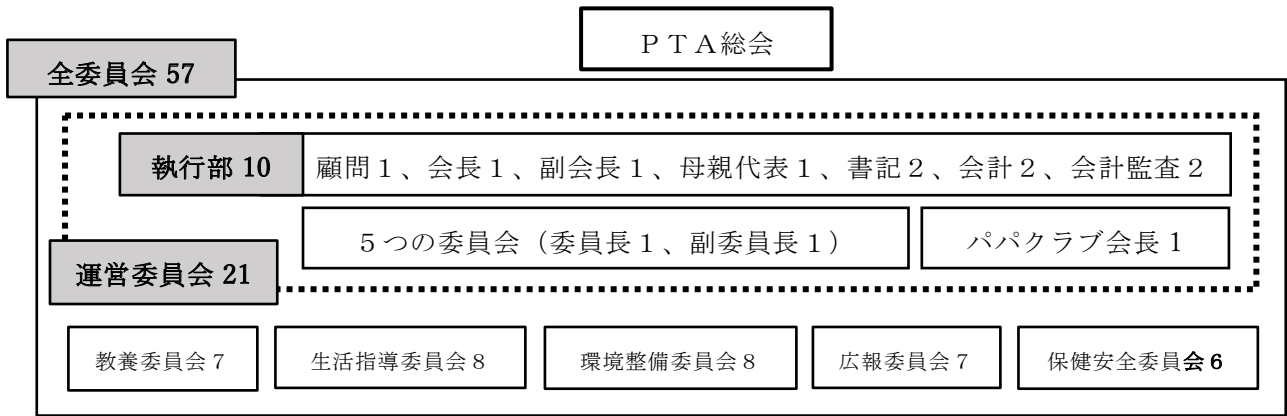 ＰＴＡ総会
全委員会 57
執行部 10
顧問１、会長１、副会長１、母親代表１、書記２、会計２、会計監査２
５つの委員会（委員長１、副委員長１）
パパクラブ会長１
運営委員会 21
教養委員会７
生活指導委員会８
環境整備委員会８
広報委員会７
保健安全委員会６